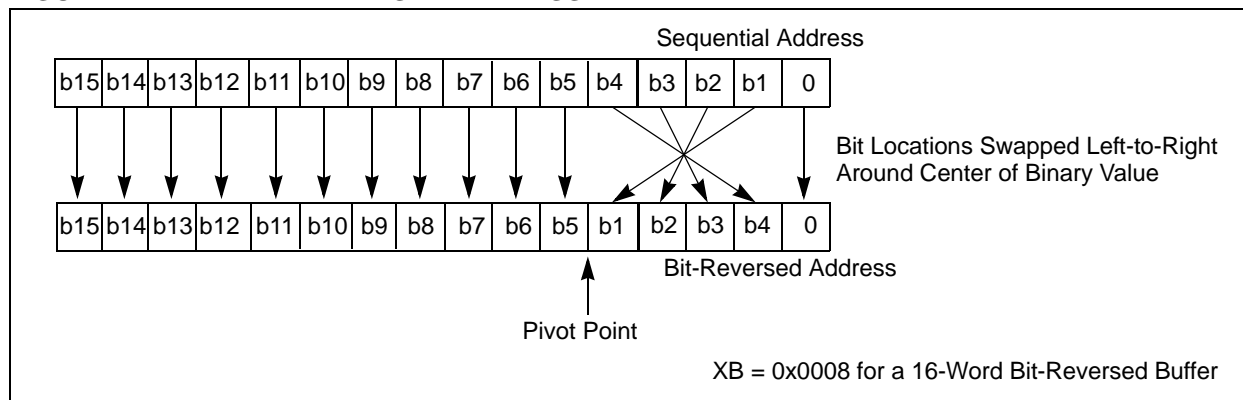 Sequential Address
b15 b14 b13 b12 b11 b10 b9 b8 b7 b6 b5 b4 b3 b2 b1 0
Bit Locations Swapped Left-to-Right
Around Center of Binary Value
b15 b14 b13 b12 b11 b10 b9 b8 b7 b6 b5 b1 b2 b3 b4 0
Bit-Reversed Address
Pivot Point
XB = 0x0008 for a 16-Word Bit-Reversed Buffer